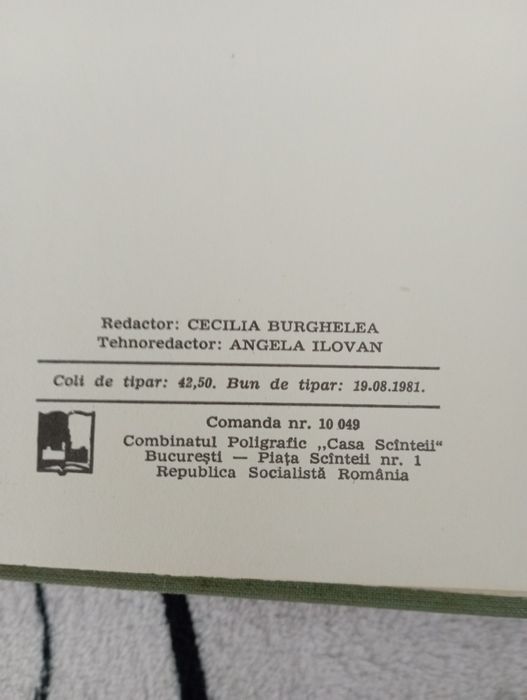 Redactor: CECILIA BURGHELEA
Tehnoredactor: ANGELA ILOVAN
Coli de tipar: 42,50. Bun de tipar: 19.08.1981.
Comanda nr. 10 049
Combinatul Poligrafic „Casa Scînteii“
București — Piața Scînteii nr. 1
Republica Socialistă România